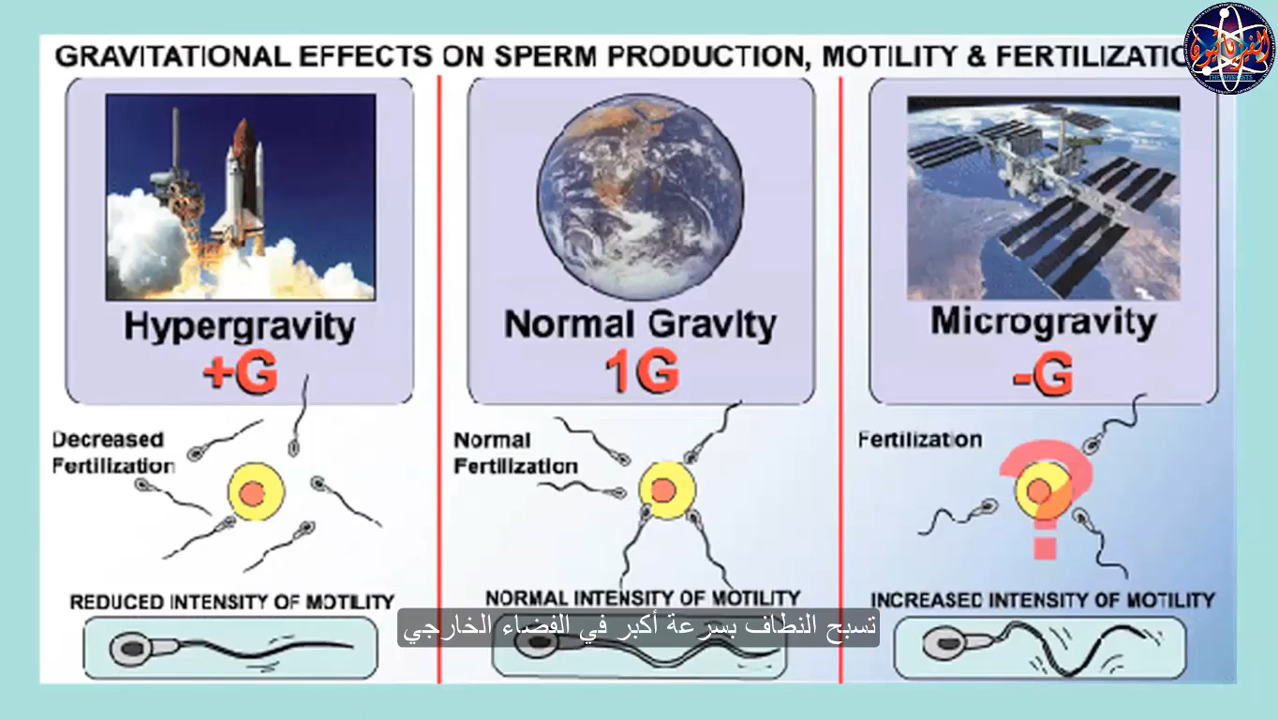 GRAVITATIONAL EFFECTS ON SPERM PRODUCTION, MOTILITY & FERTILIZATIO
Hypergravity
+G
Decreased
Fertilization
REDUCED INTENSITY OF MOTILITY
Normal Gravity
1G
Normal
Fertilization
NORMAL INTENSITY OF MOTILITY
Microgravity
-G
Fertilization
?
INCREASED INTENSITY OF MOTILITY
تسبح النطاف بسرعة أكبر في الفضاء الخارجي